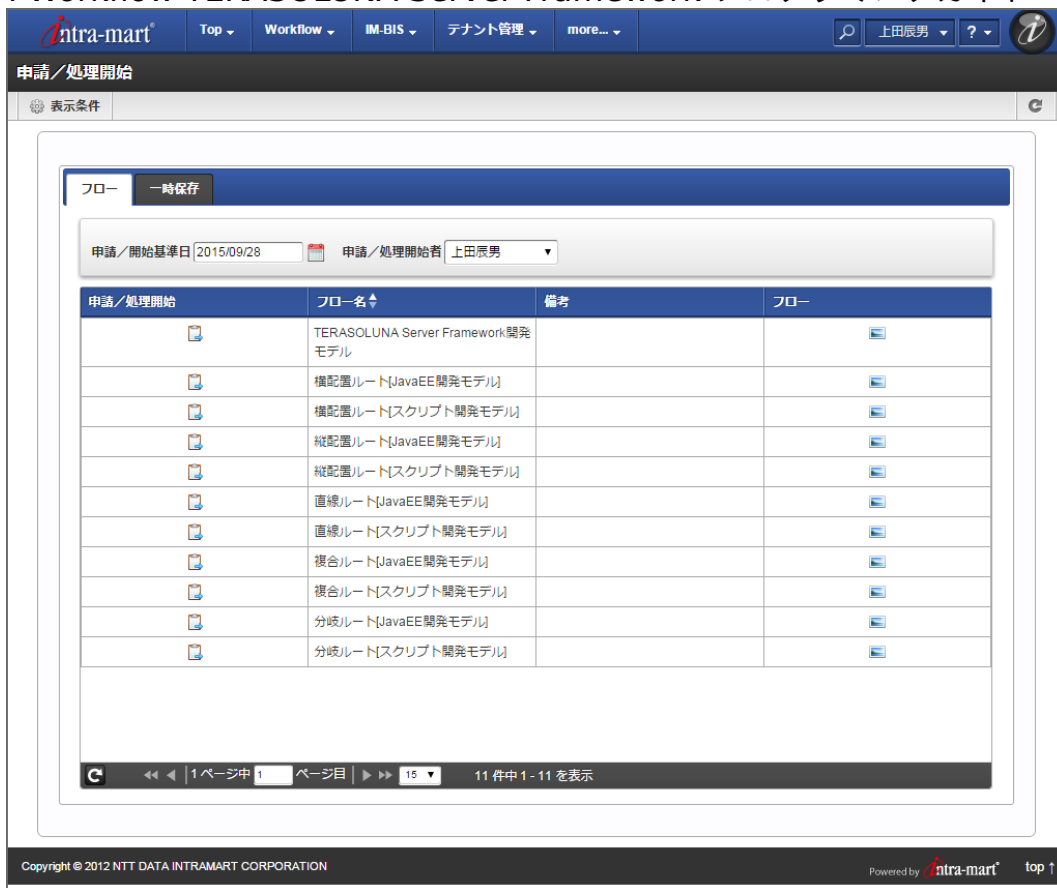 intra-mart Top Workflow IM-BIS テナント管理 more... 上田辰男 ?
申請／処理開始
表示条件
フロー 一時保存
申請／開始基準日 2015/09/28 申請／処理開始者 上田辰男
申請／処理開始 フロー名 備考 フロー
TERASOLUNA Server Framework開発
モデル
横配置ルート[JavaEE開発モデル]
横配置ルート[スクリプト開発モデル]
縦配置ルート[JavaEE開発モデル]
縦配置ルート[スクリプト開発モデル]
直線ルート[JavaEE開発モデル]
直線ルート[スクリプト開発モデル]
複合ルート[JavaEE開発モデル]
複合ルート[スクリプト開発モデル]
分岐ルート[JavaEE開発モデル]
分岐ルート[スクリプト開発モデル]
1 ページ中 1 ページ目 15 11 件中 1 - 11 を表示
Copyright © 2012 NTT DATA INTRAMART CORPORATION Powered by intra-mart top ↑